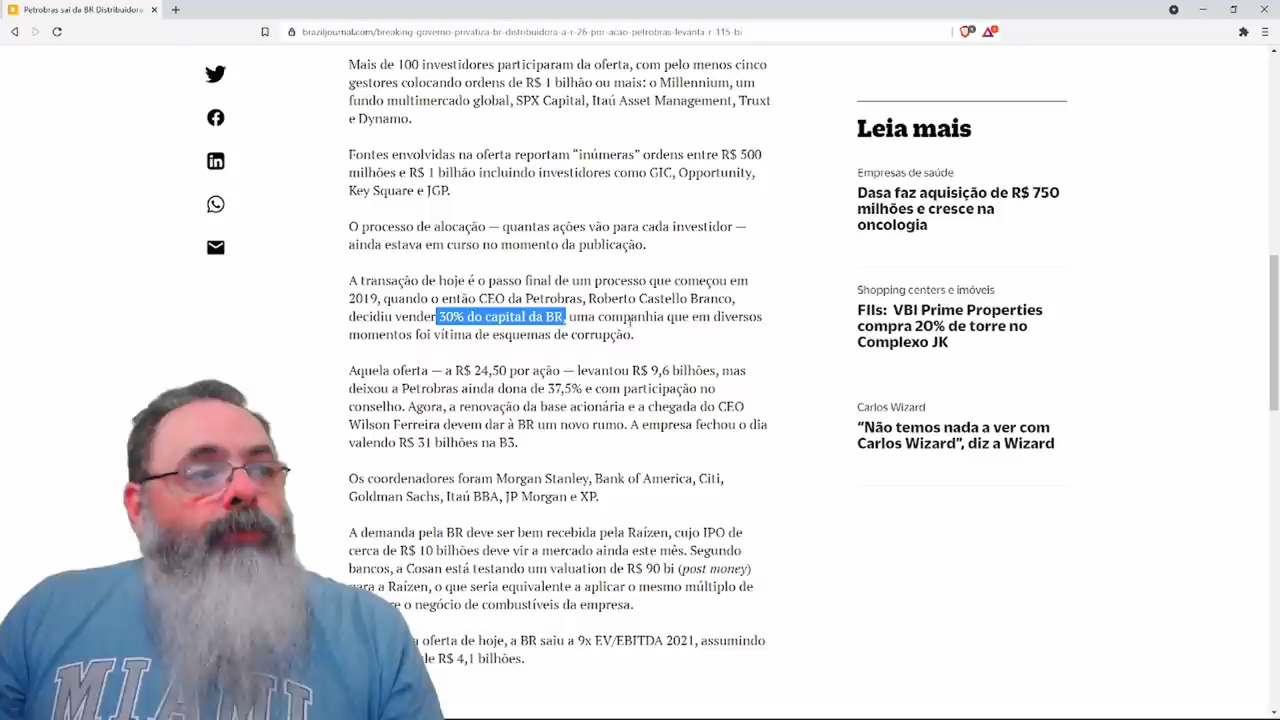 Petrobras sai da BR Distribuidora
braziljournal.com/breaking-governo-privatiza-br-distribuidora-a-r-26-por-acao-petrobras-levanta-r-115-bi
Mais de 100 investidores participaram da oferta, com pelo menos cinco
gestores colocando ordens de R$ 1 bilhão ou mais: o Millennium, um
fundo multimercado global, SPX Capital, Itaú Asset Management, Truxt
e Dynamo.
Fontes envolvidas na oferta reportam “inúmeras” ordens entre R$ 500
milhões e R$ 1 bilhão incluindo investidores como GIC, Opportunity,
Key Square e JGP.
O processo de alocação — quantas ações vão para cada investidor —
ainda estava em curso no momento da publicação.
A transação de hoje é o passo final de um processo que começou em
2019, quando o então CEO da Petrobras, Roberto Castello Branco,
decidiu vender 30% do capital da BR, uma companhia que em diversos
momentos foi vítima de esquemas de corrupção.
Aquela oferta — a R$ 24,50 por ação — levantou R$ 9,6 bilhões, mas
deixou a Petrobras ainda dona de 37,5% e com participação no
conselho. Agora, a renovação da base acionária e a chegada do CEO
Wilson Ferreira devem dar à BR um novo rumo. A empresa fechou o dia
valendo R$ 31 bilhões na B3.
Os coordenadores foram Morgan Stanley, Bank of America, Citi,
Goldman Sachs, Itaú BBA, JP Morgan e XP.
A demanda pela BR deve ser bem recebida pela Raízen, cujo IPO de
cerca de R$ 10 bilhões deve vir a mercado ainda este mês. Segundo
bancos, a Cosan está testando um valuation de R$ 90 bi (post money)
para a Raízen, o que seria equivalente a aplicar o mesmo múltiplo de
e o negócio de combustíveis da empresa.
oferta de hoje, a BR saiu a 9x EV/EBITDA 2021, assumindo
de R$ 4,1 bilhões.
Leia mais
Empresas de saúde
Dasa faz aquisição de R$ 750
milhões e cresce na
oncologia
Shopping centers e imóveis
FIIs: VBI Prime Properties
compra 20% de torre no
Complexo JK
Carlos Wizard
“Não temos nada a ver com
Carlos Wizard”, diz a Wizard
MIAMI